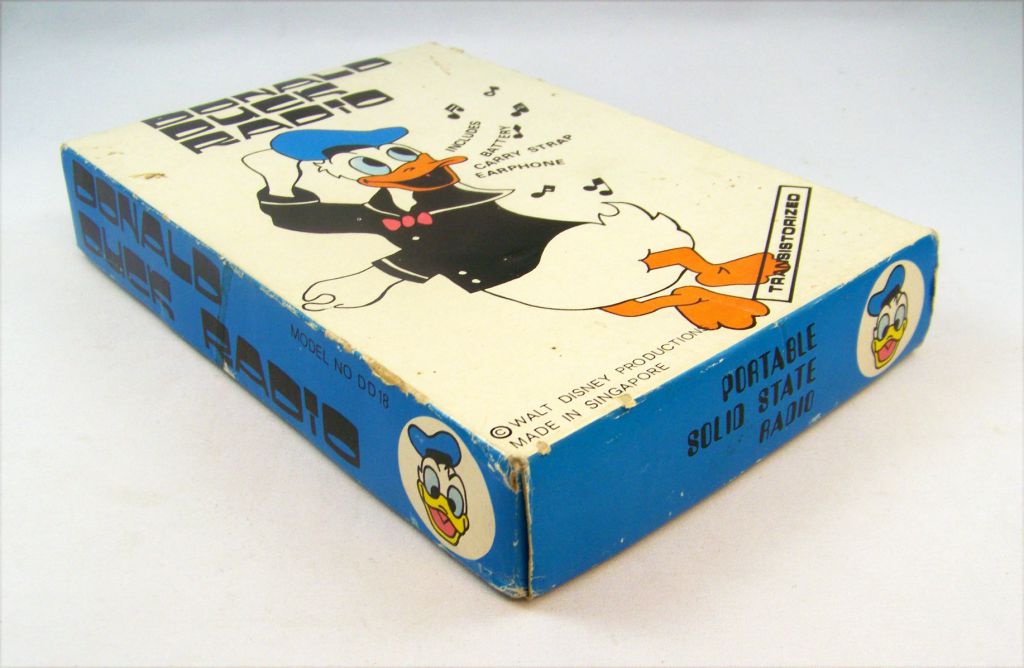 DONALD
DUCK
RADIO
INCLUDES
BATTERY
CARRY STRAP
EARPHONE
TRANSISTORIZED
© WALT DISNEY PRODUCTIONS
MADE IN SINGAPORE
DONALD
DUCK RADIO
MODEL NO DD18
PORTABLE
SOLID STATE
RADIO